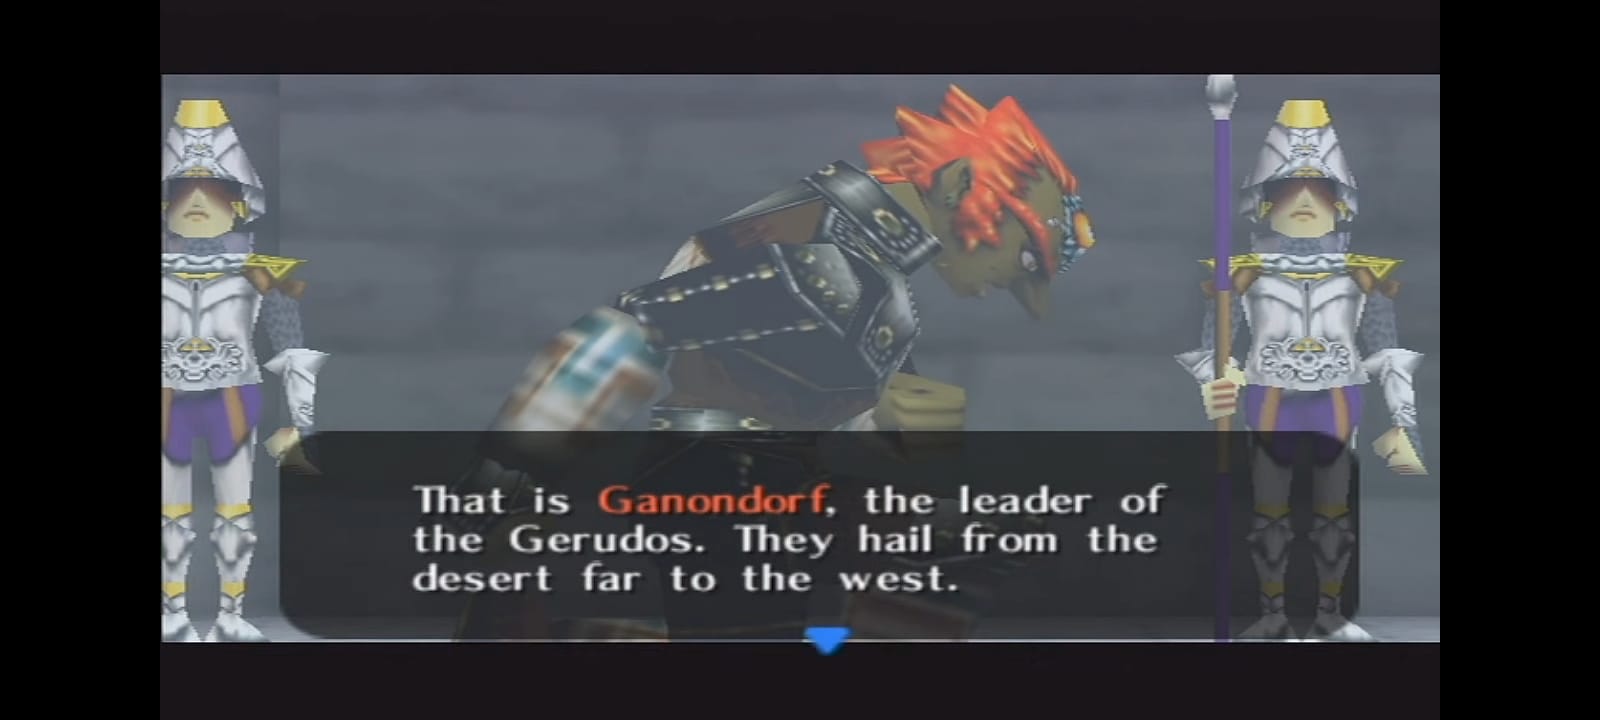 That is Ganondorf, the leader of
the Gerudos. They hail from the
desert far to the west.